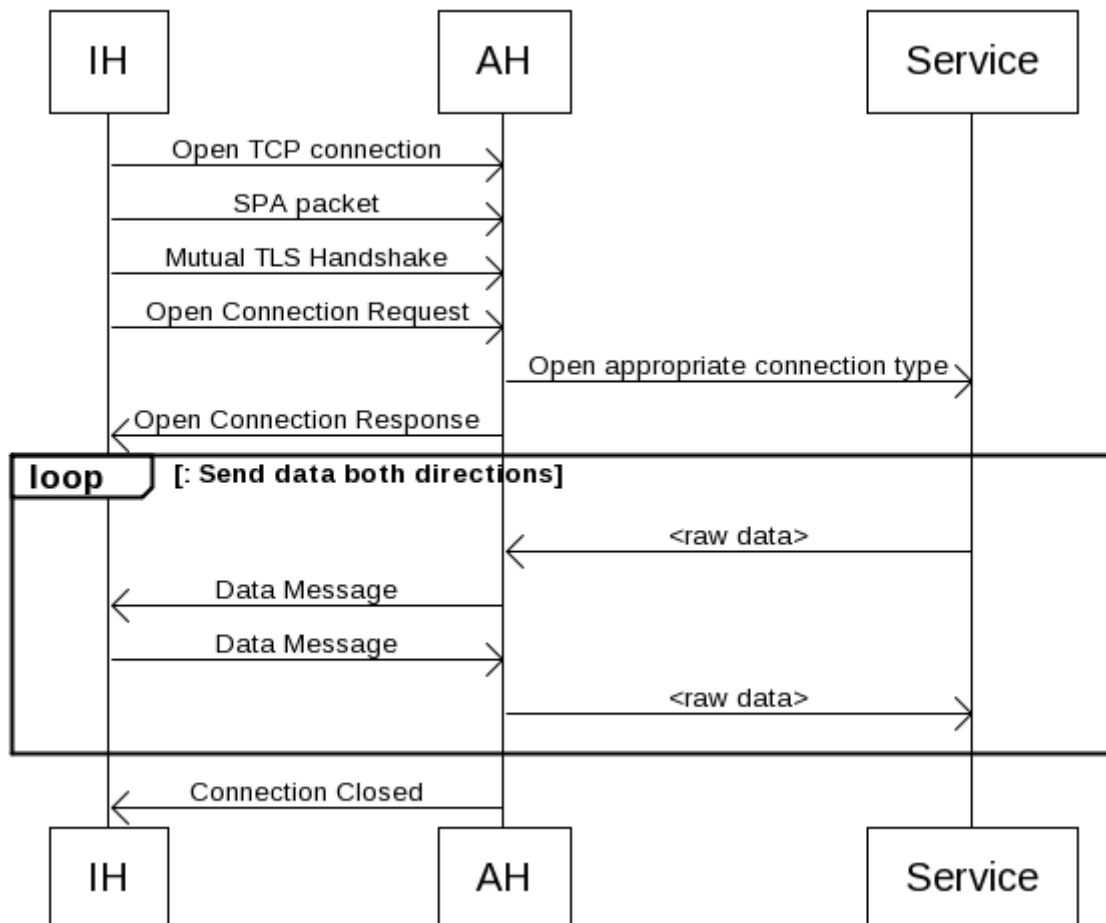 IH
AH
Service
Open TCP connection
SPA packet
Mutual TLS Handshake
Open Connection Request
Open appropriate connection type
Open Connection Response
loop
[: Send data both directions]
<raw data>
Data Message
Data Message
<raw data>
Connection Closed
IH
AH
Service